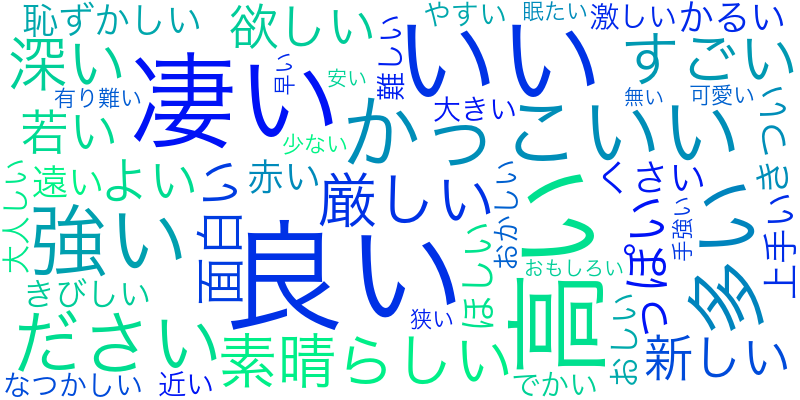 恥ずかしい
欲しい
やすい
眠たい
激しい
かるい
深い
凄い
早い
いい
難しい
すごい
安い
有り難い
大きい
無い
可愛い
若い
少ない
かっこいい
きつい
遠い
よい
赤い
厳しい
くさい
大人しい
強い
面白い
良い
ほしい
おかしい
高い
っぽい
手強い
多い
上手い
おもしろい
きびしい
狭い
おしい
ださい
素晴らしい
新しい
なつかしい
近い
でかい